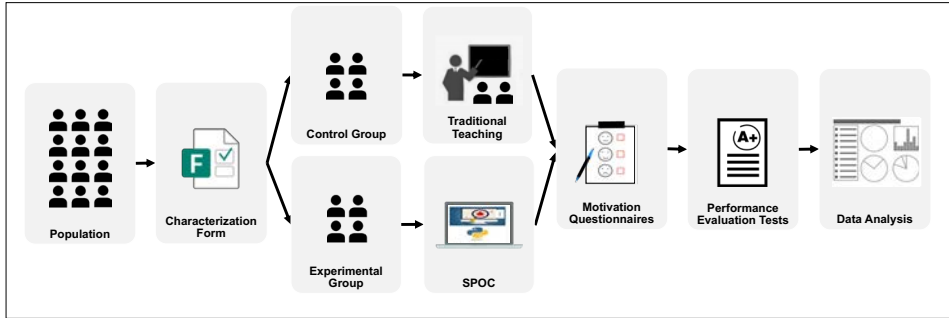 Population
F
Characterization
Form
Control Group
Traditional
Teaching
Experimental
Group
SPOC
Motivation
Questionnaires
A+
Performance
Evaluation Tests
Data Analysis